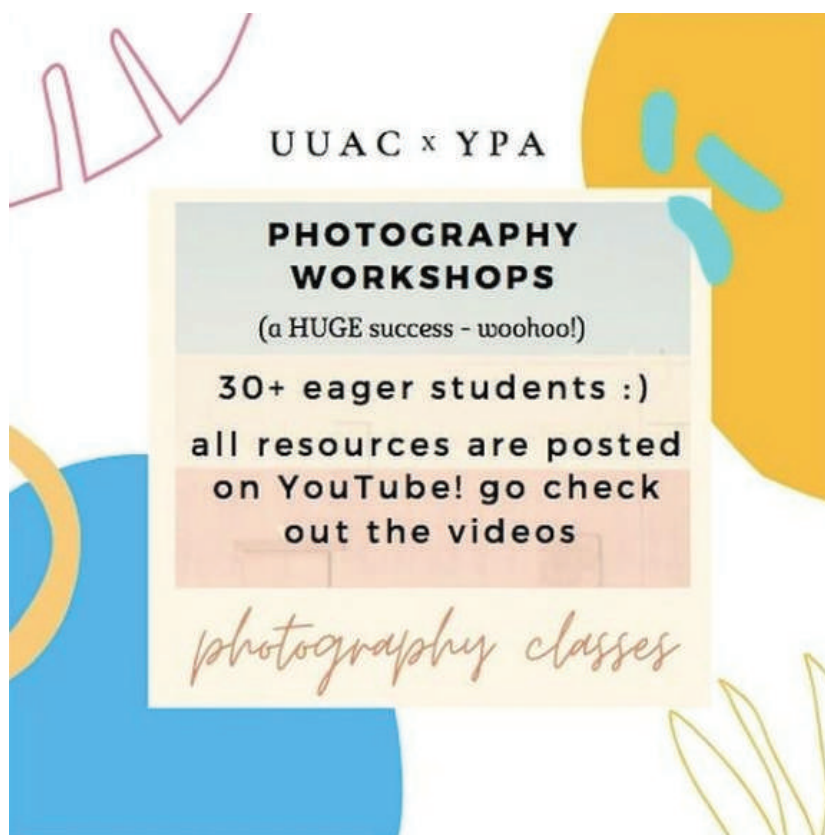 UUAC x YPA
PHOTOGRAPHY
WORKSHOPS
(a HUGE success - woohoo!)
30+ eager students :)
all resources are posted
on YouTube! go check
out the videos
photography classes